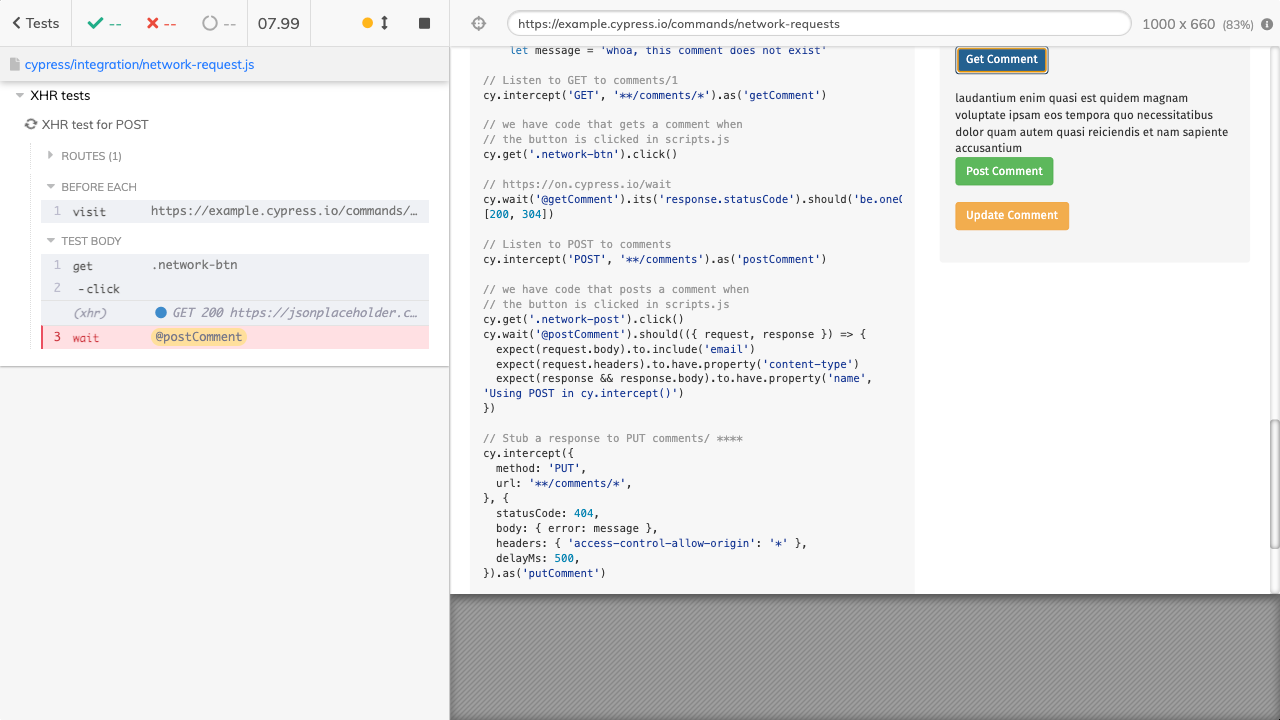 Tests
--
--
--
07.99
https://example.cypress.io/commands/network-requests
1000 x 660 (83%)
cypress/integration/network-request.js
XHR tests
XHR test for POST
ROUTES (1)
BEFORE EACH
1 visit https://example.cypress.io/commands/…
TEST BODY
1 get .network-btn
2 -click
(xhr) GET 200 https://jsonplaceholder.c…
3 wait @postComment
let message = 'whoa, this comment does not exist'
// Listen to GET to comments/1
cy.intercept('GET', '**/comments/*').as('getComment')
// we have code that gets a comment when
// the button is clicked in scripts.js
cy.get('.network-btn').click()
// https://on.cypress.io/wait
cy.wait('@getComment').its('response.statusCode').should('be.one
[200, 304])
// Listen to POST to comments
cy.intercept('POST', '**/comments').as('postComment')
// we have code that posts a comment when
// the button is clicked in scripts.js
cy.get('.network-post').click()
cy.wait('@postComment').should(({ request, response }) => {
expect(request.body).to.include('email')
expect(request.headers).to.have.property('content-type')
expect(response && response.body).to.have.property('name',
'Using POST in cy.intercept()')
})
// Stub a response to PUT comments/ ****
cy.intercept({
method: 'PUT',
url: '**/comments/*',
}, {
statusCode: 404,
body: { error: message },
headers: { 'access-control-allow-origin': '*' },
delayMs: 500,
}).as('putComment')
Get Comment
laudantium enim quasi est quidem magnam
voluptate ipsam eos tempora quo necessitatibus
dolor quam autem quasi reiciendis et nam sapiente
accusantium
Post Comment
Update Comment